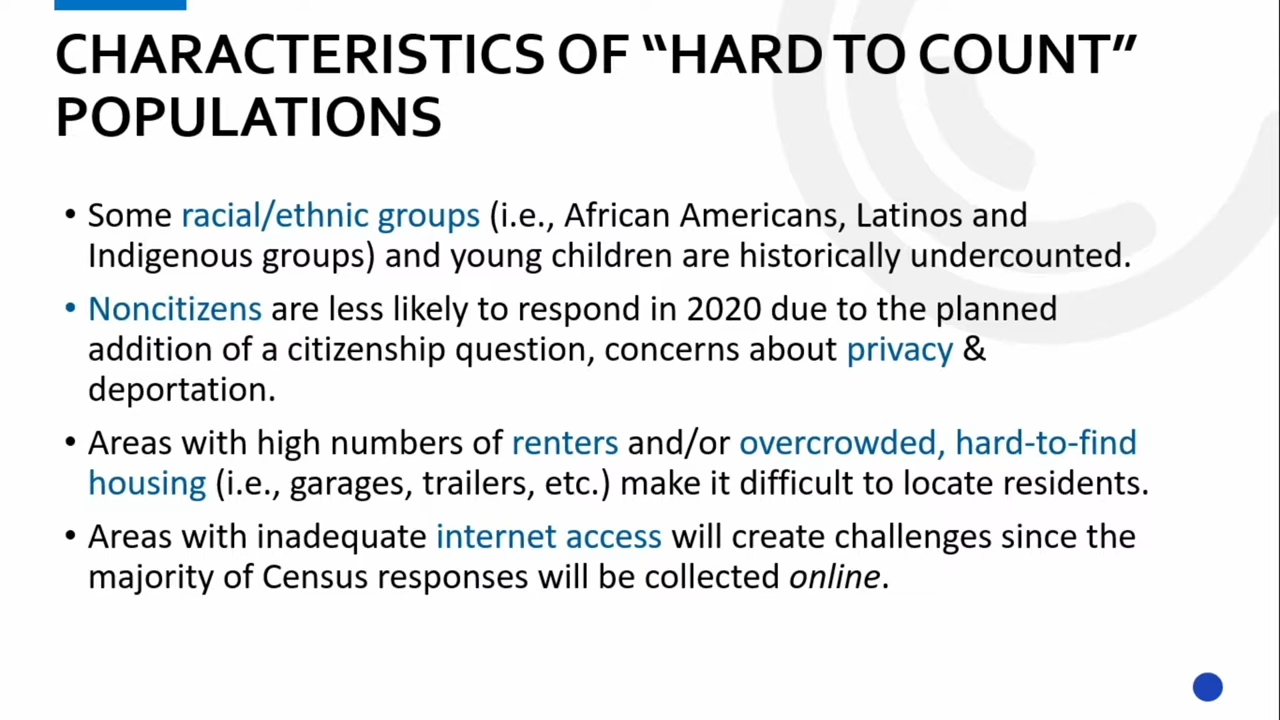 CHARACTERISTICS OF “HARD TO COUNT”
POPULATIONS
• Some racial/ethnic groups (i.e., African Americans, Latinos and
Indigenous groups) and young children are historically undercounted.
• Noncitizens are less likely to respond in 2020 due to the planned
addition of a citizenship question, concerns about privacy &
deportation.
• Areas with high numbers of renters and/or overcrowded, hard-to-find
housing (i.e., garages, trailers, etc.) make it difficult to locate residents.
• Areas with inadequate internet access will create challenges since the
majority of Census responses will be collected online.